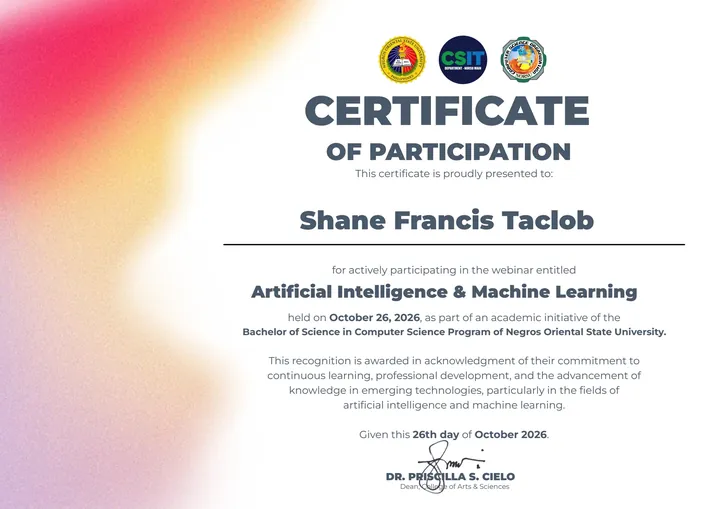 CSIT
DEPARTMENT - MAIN
CERTIFICATE
OF PARTICIPATION
This certificate is proudly presented to:
Shane Francis Taclob
for actively participating in the webinar entitled
Artificial Intelligence & Machine Learning
held on October 26, 2026, as part of an academic initiative of the
Bachelor of Science in Computer Science Program of Negros Oriental State University.
This recognition is awarded in acknowledgment of their commitment to
continuous learning, professional development, and the advancement of
knowledge in emerging technologies, particularly in the fields of
artificial intelligence and machine learning.
Given this 26th day of October 2026.
DR. PRISCILLA S. CIELO
Dean, College of Arts & Sciences